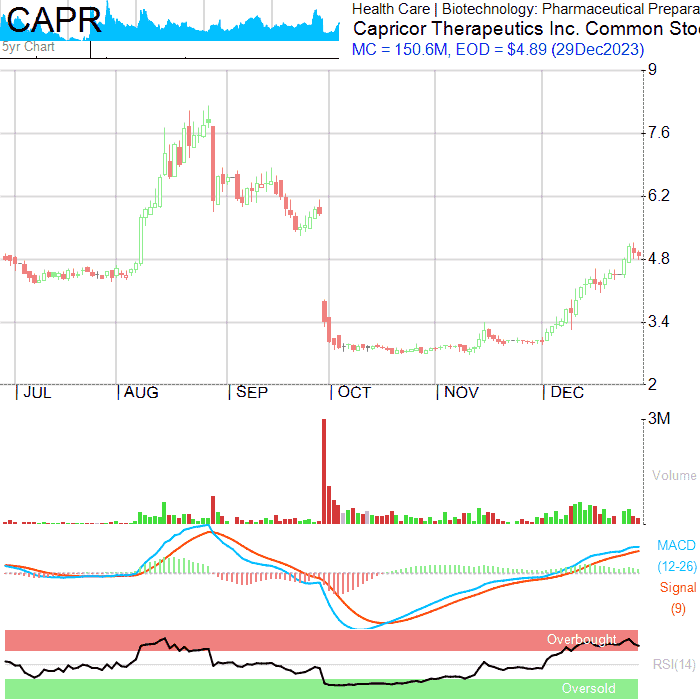 CAPR
5yr Chart
Health Care | Biotechnology: Pharmaceutical Prepara
Capricor Therapeutics Inc. Common Sto
MC = 150.6M, EOD = $4.89 (29Dec2023)
9
7.6
6.2
4.8
3.4
2
| JUL | AUG | SEP | OCT | NOV | DEC
3M
Volume
MACD
(12-26)
Signal
(9)
Overbought
RSI(14)
Oversold